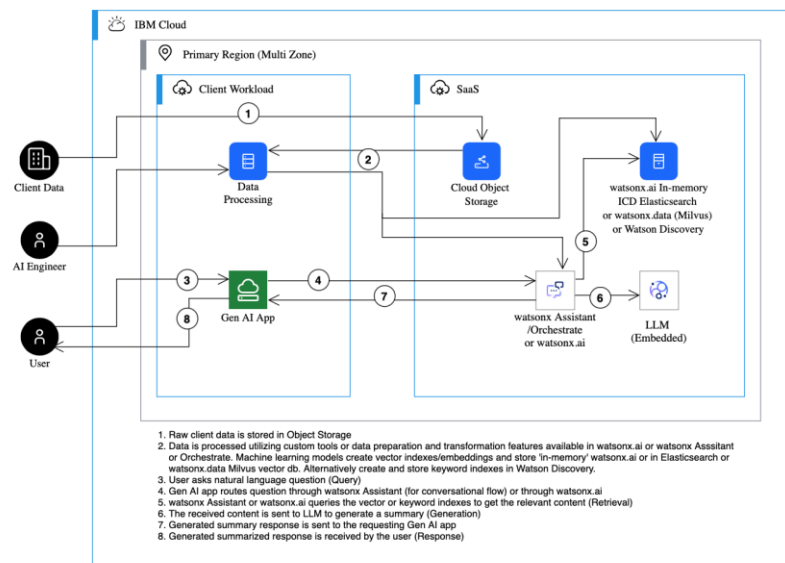 IBM Cloud
Primary Region (Multi Zone)
Client Workload
SaaS
1
Client Data
Data
Processing
2
Cloud Object
Storage
watsonx.ai In-memory
ICD Elasticsearch
or watsonx.data (Milvus)
or Watson Discovery
AI Engineer
5
3
4
7
6
8
Gen AI App
watsonx Assistant
/Orchestrate
or watsonx.ai
LLM
(Embedded)
User
1. Raw client data is stored in Object Storage
2. Data is processed utilizing custom tools or data preparation and transformation features available in watsonx.ai or watsonx Asssitant
or Orchestrate. Machine learning models create vector indexes/embeddings and store 'in-memory' watsonx.ai or in Elasticsearch or
watsonx.data Milvus vector db. Alternatively create and store keyword indexes in Watson Discovery.
3. User asks natural language question (Query)
4. Gen AI app routes question through watsonx Assistant (for conversational flow) or through watsonx.ai
5. watsonx Assistant or watsonx.ai queries the vector or keyword indexes to get the relevant content (Retrieval)
6. The received content is sent to LLM to generate a summary (Generation)
7. Generated summary response is sent to the requesting Gen AI app
8. Generated summarized response is received by the user (Response)